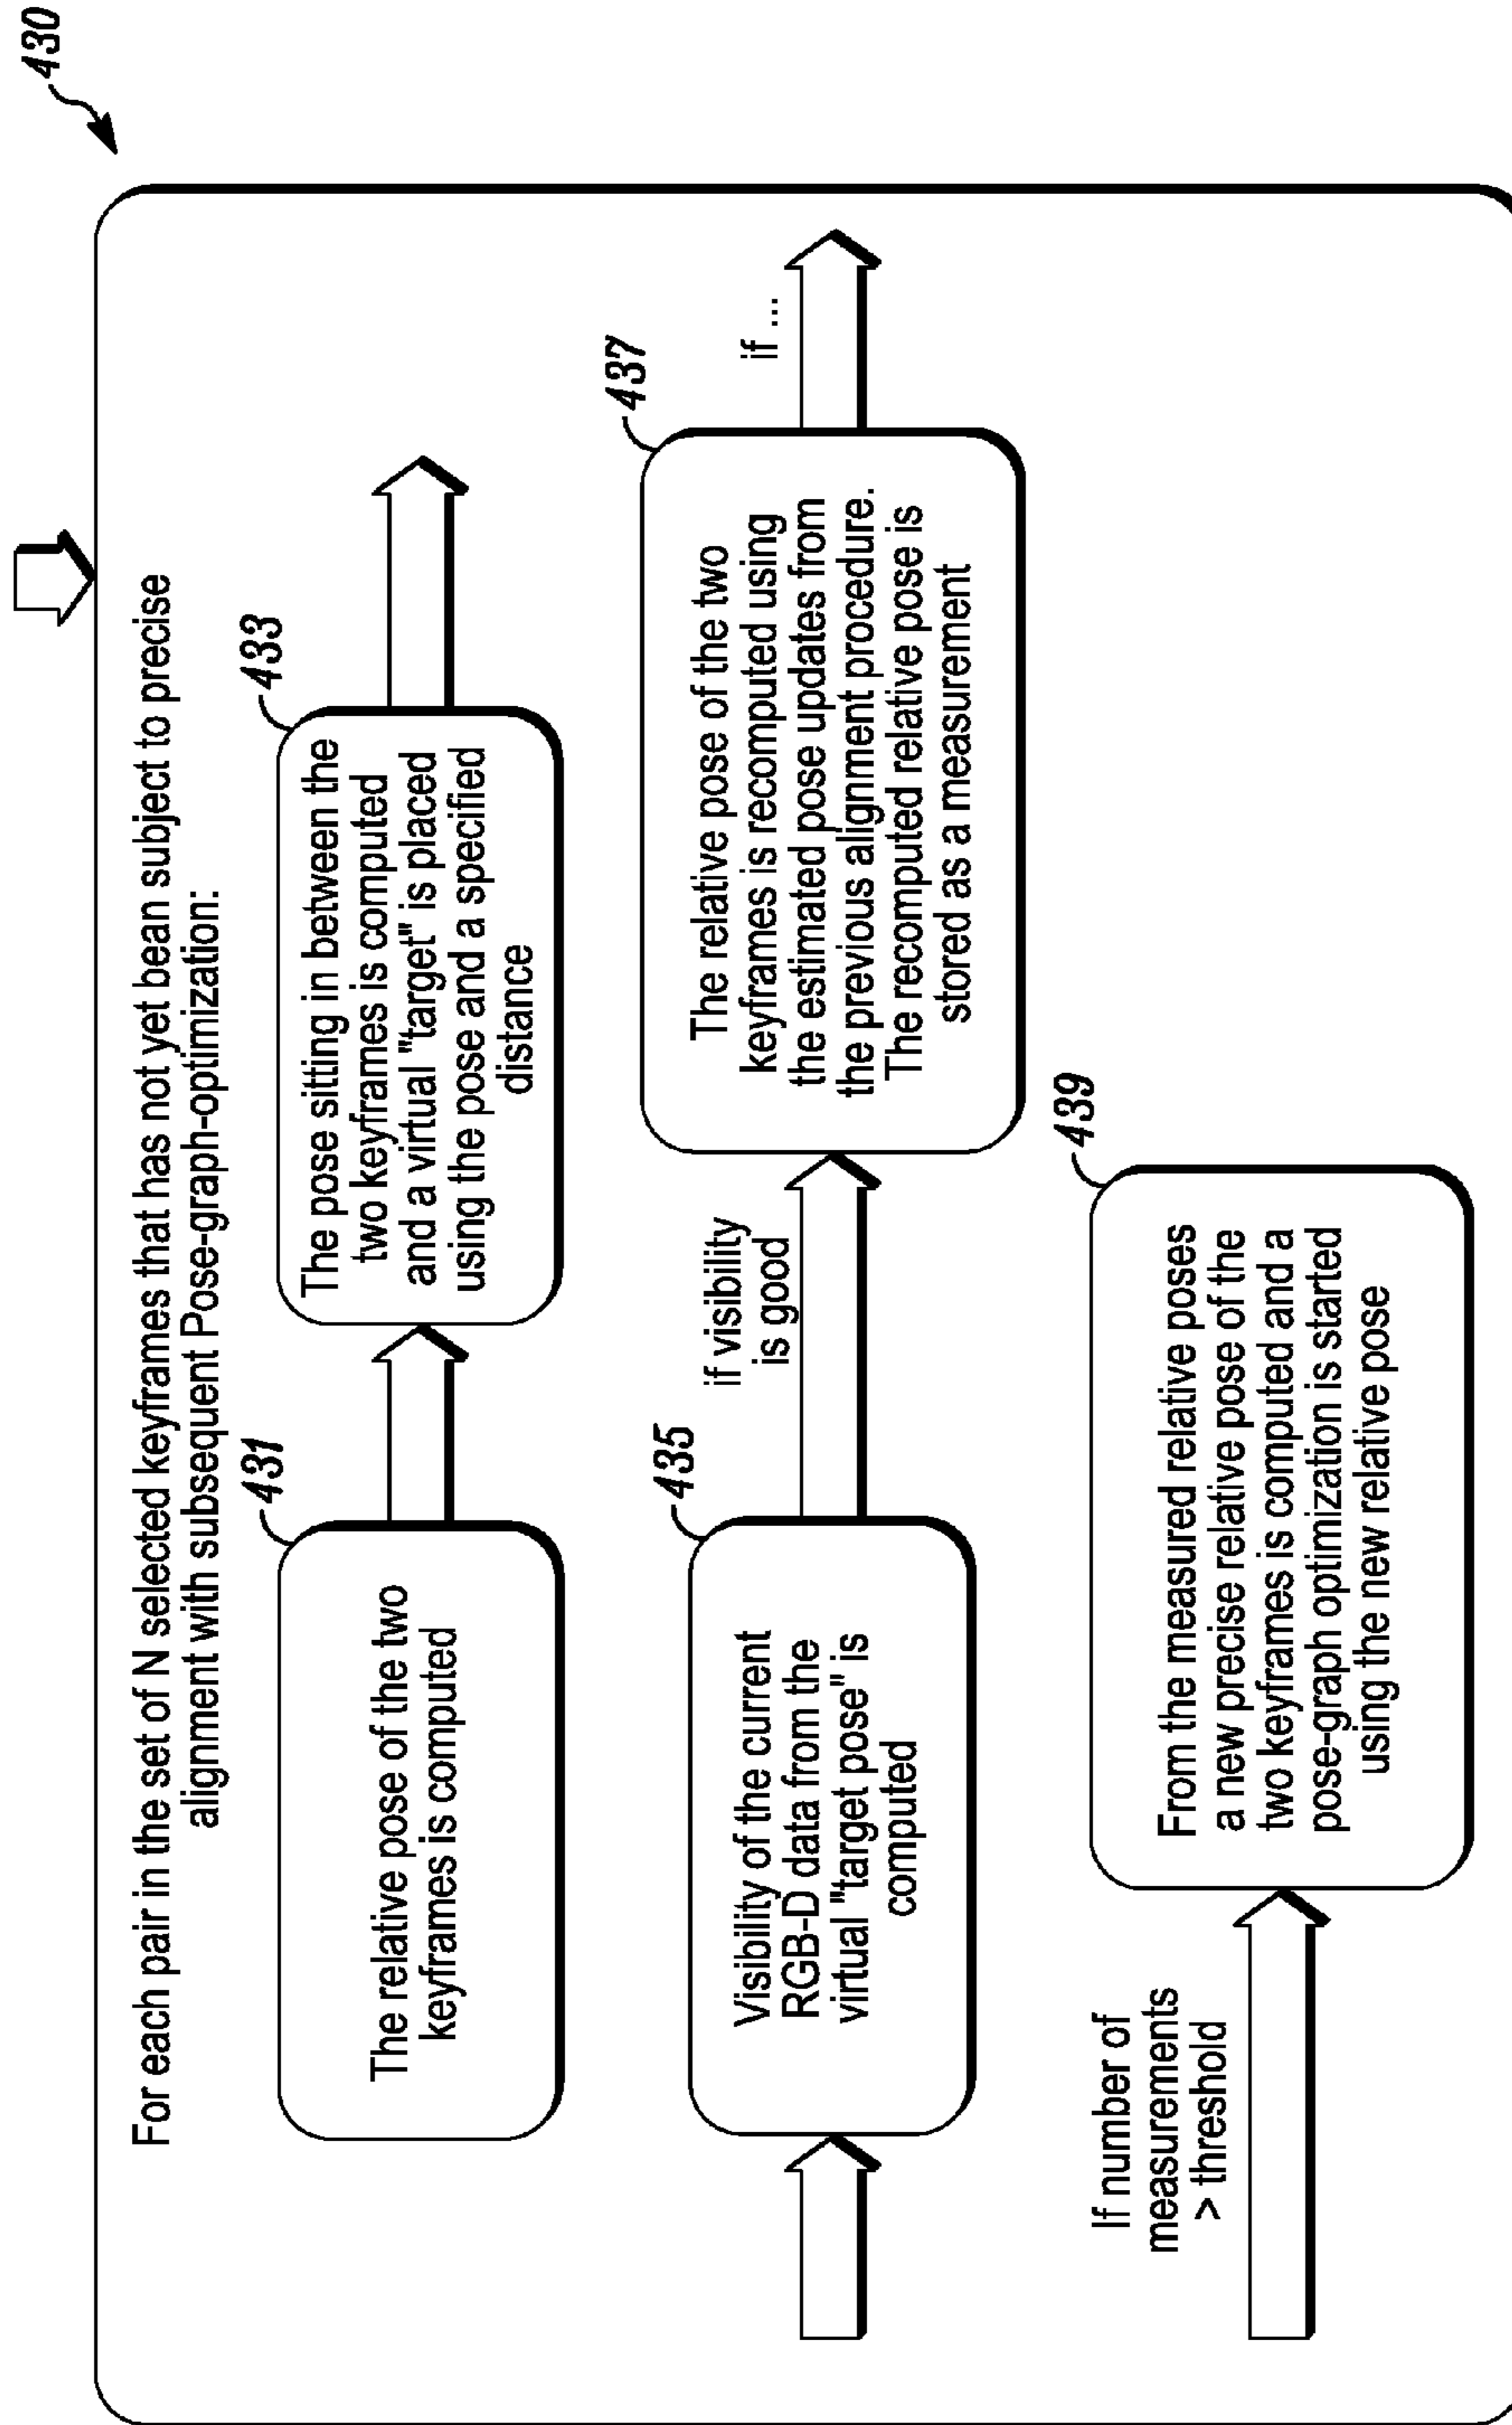 430
For each pair in the set of N selected keyframes that has not yet bean subject to precise
alignment with subsequent Pose-graph-optimization:
431
The relative pose of the two
keyframes is computed
433
The pose sitting in between the
two keyframes is computed
and a virtual "target" is placed
using the pose and a specified
distance
435
Visibility of the current
RGB-D data from the
virtual "target pose" is
computed
if visibility
is good
437
The relative pose of the two
keyframes is recomputed using
the estimated pose updates from
the previous alignment procedure.
The recomputed relative pose is
stored as a measurement
if ...
If number of
measurements
> threshold
439
From the measured relative poses
a new precise relative pose of the
two keyframes is computed and a
pose-graph optimization is started
using the new relative pose